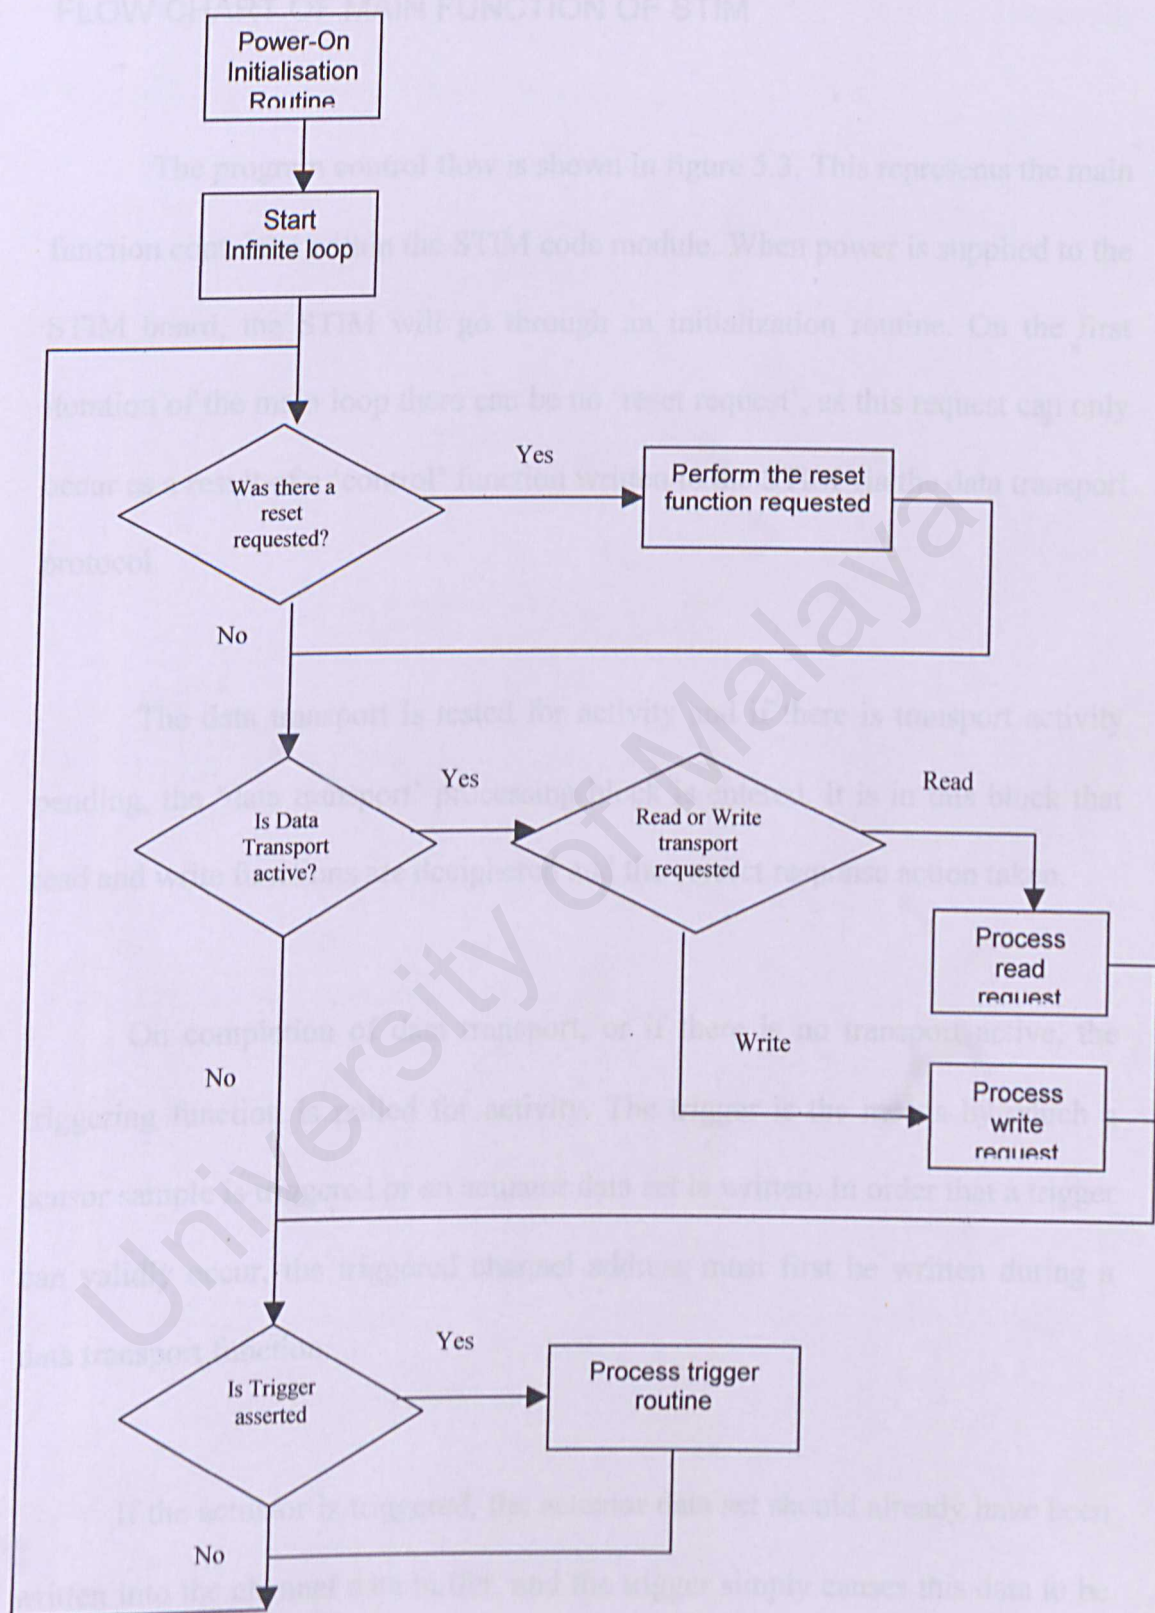 FLOW CHART OF MAIN FUNCTION OF STIM
Power-On
Initialisation
Routine
The program control flow is shown in figure 5.3. This represents the main
Start
Infinite loop
function the STIM code module. When power is supplied to the
STIM board, the STIM will go through an initialization routine. On the first
iteration of the main loop there can be no 'reset request', as this request can only
Yes
Perform the reset
function requested
Was there a
reset
requested?
occur as a result 'control' function written data transport
protocol
No
The data transport is tested for activity if there is transport activity
Yes
Read
pending, the 'data transport' processing block is entered. It is in this block that
Is Data
Transport
active?
Read or Write
transport
requested
read and write functions are the response action taken.
Process
read
request
On completion of data transport, or if there is no transport active, the
Write
No
Process
write
request
triggering function is for activity. The trigger is the by which a
sensor sample is triggered or an actuator data set is written. In order that a trigger
can validly occur, the triggered channel address must first be written during a
data transport function
Yes
Is Trigger
asserted
Process trigger
routine
If the actuator is triggered, the actuator data set should already have been
No
written into the channel data buffer, and the trigger simply causes this data to be
University of Malaya